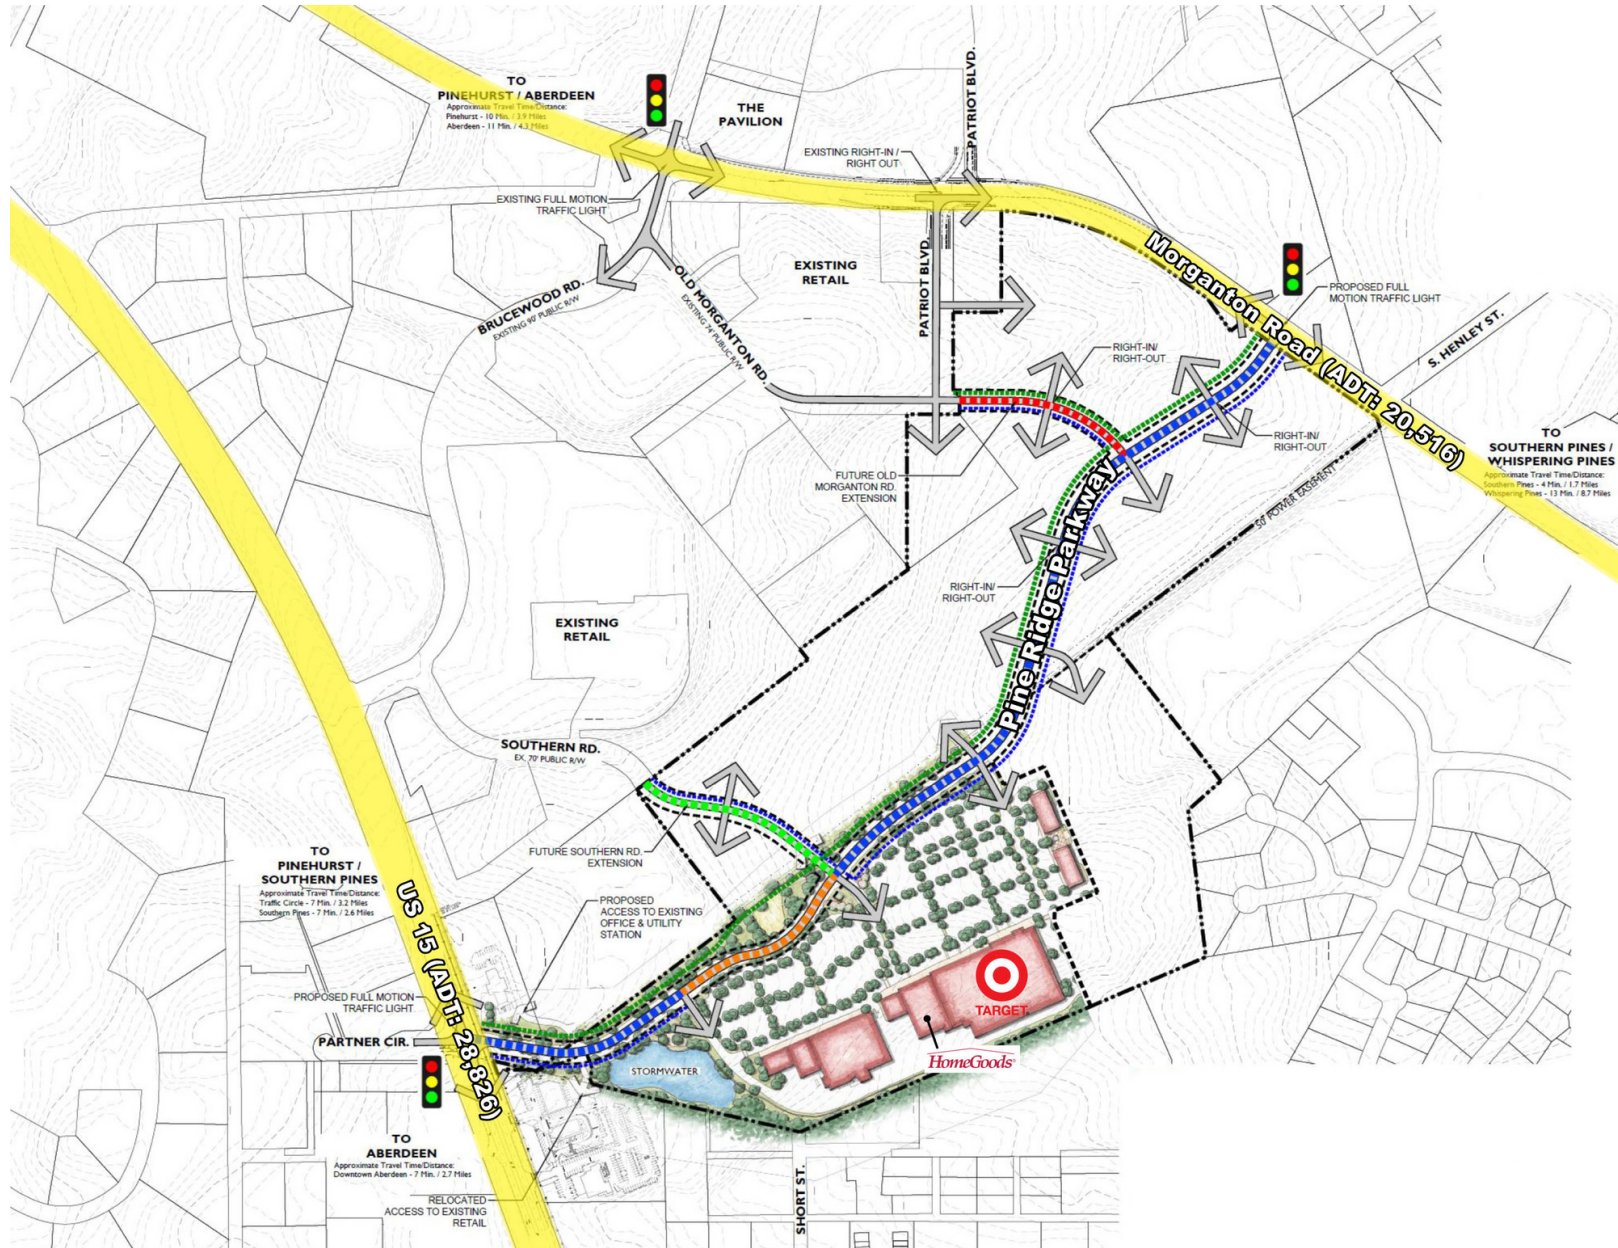 TO
PINEHURST / ABERDEEN
Approximate Travel Time/Distance:
Pinehurst - 10 Min. / 3.9 Miles
Aberdeen - 11 Min. / 4.3 Miles
THE
PAVILION
PATRIOT BLVD.
EXISTING RIGHT-IN /
RIGHT OUT
EXISTING FULL MOTION
TRAFFIC LIGHT
EXISTING
RETAIL
PATRIOT BLVD.
BRUCEWOOD RD.
EXISTING 90' PUBLIC R/W
OLD MORGANTON RD.
EXISTING 74' PUBLIC R/W
Morganton Road (ADT: 20,516)
PROPOSED FULL
MOTION TRAFFIC LIGHT
S. HENLEY ST.
RIGHT-IN/
RIGHT-OUT
RIGHT-IN/
RIGHT-OUT
TO
SOUTHERN PINES /
WHISPERING PINES
Approximate Travel Time/Distance:
Southern Pines - 4 Min. / 1.7 Miles
Whispering Pines - 13 Min. / 8.7 Miles
FUTURE OLD
MORGANTON RD.
EXTENSION
50' POWER EASEMENT
Pine Ridge Parkway
RIGHT-IN/
RIGHT-OUT
EXISTING
RETAIL
SOUTHERN RD.
EX. 70' PUBLIC R/W
FUTURE SOUTHERN RD.
EXTENSION
TO
PINEHURST /
SOUTHERN PINES
Approximate Travel Time/Distance:
Traffic Circle - 7 Min. / 3.2 Miles
Southern Pines - 7 Min. / 2.6 Miles
US 15 (ADT: 28,826)
PROPOSED
ACCESS TO EXISTING
OFFICE & UTILITY
STATION
PROPOSED FULL MOTION
TRAFFIC LIGHT
PARTNER CIR.
TARGET
HomeGoods
STORMWATER
TO
ABERDEEN
Approximate Travel Time/Distance:
Downtown Aberdeen - 7 Min. / 2.7 Miles
RELOCATED
ACCESS TO EXISTING
RETAIL
SHORT ST.